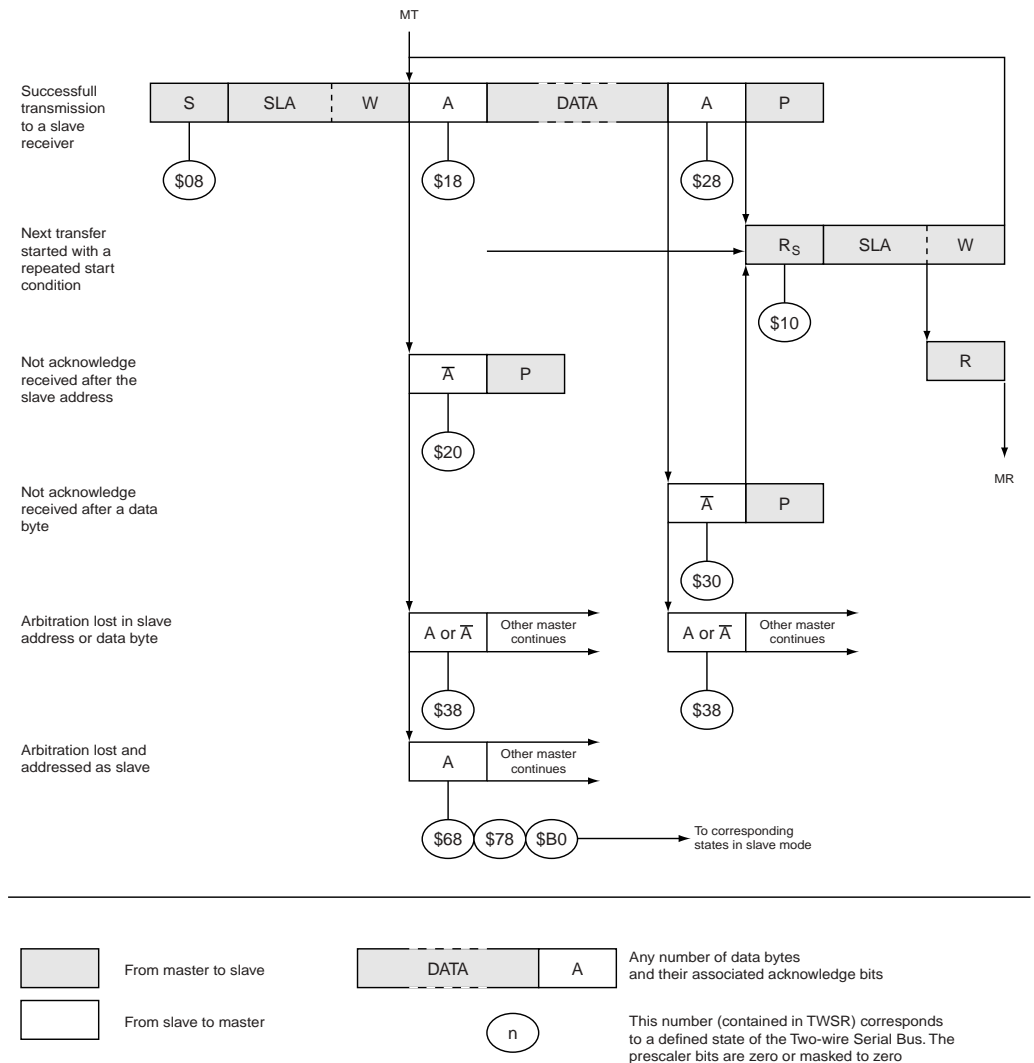 MT
Successfull
transmission
to a slave
receiver
S
SLA
W
A
DATA
A
P
$08
$18
$28
Next transfer
started with a
repeated start
condition
RS
SLA
W
$10
Not acknowledge
received after the
slave address
A̅
P
R
$20
MR
Not acknowledge
received after a data
byte
A̅
P
$30
Arbitration lost in slave
address or data byte
A or A̅
Other master
continues
A or A̅
Other master
continues
$38
$38
Arbitration lost and
addressed as slave
A
Other master
continues
$68
$78
$B0
To corresponding
states in slave mode
From master to slave
DATA
A
Any number of data bytes
and their associated acknowledge bits
From slave to master
n
This number (contained in TWSR) corresponds
to a defined state of the Two-wire Serial Bus. The
prescaler bits are zero or masked to zero